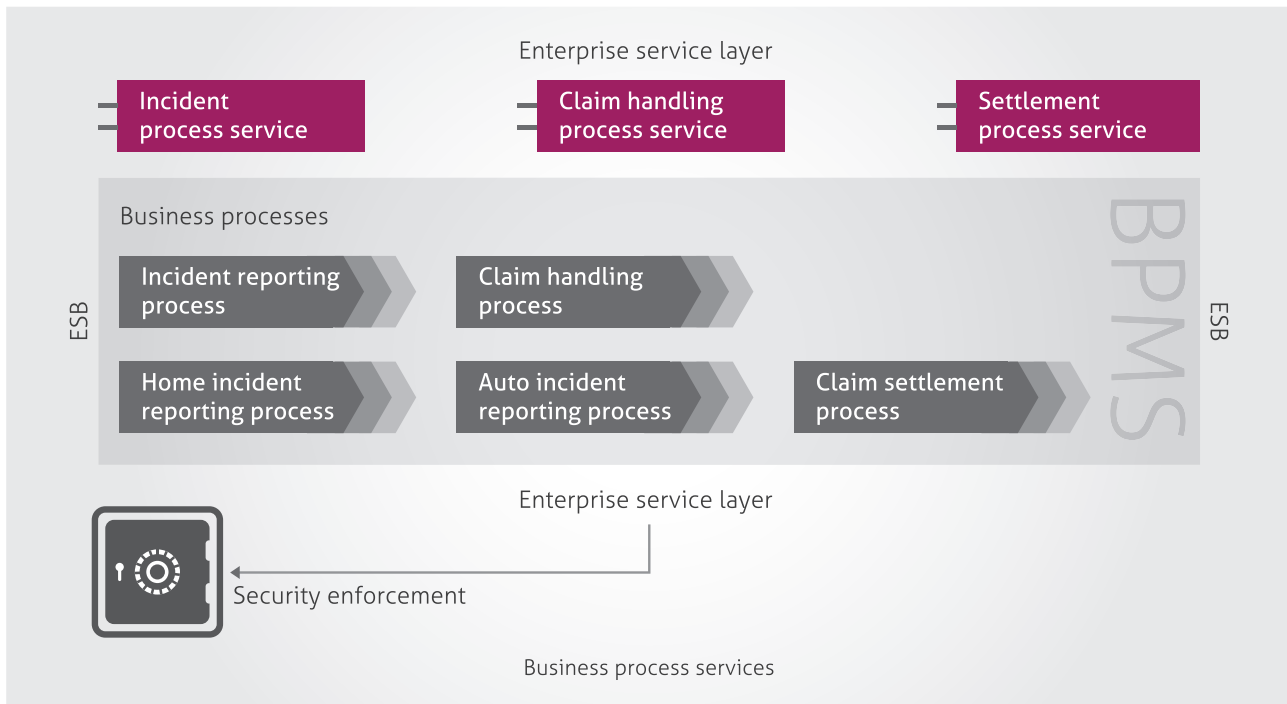 Enterprise service layer
Incident
process service
Claim handling
process service
Settlement
process service
Business processes
BPMS
Incident reporting
process
Claim handling
process
ESB
ESB
Home incident
reporting process
Auto incident
reporting process
Claim settlement
process
Enterprise service layer
Security enforcement
Business process services